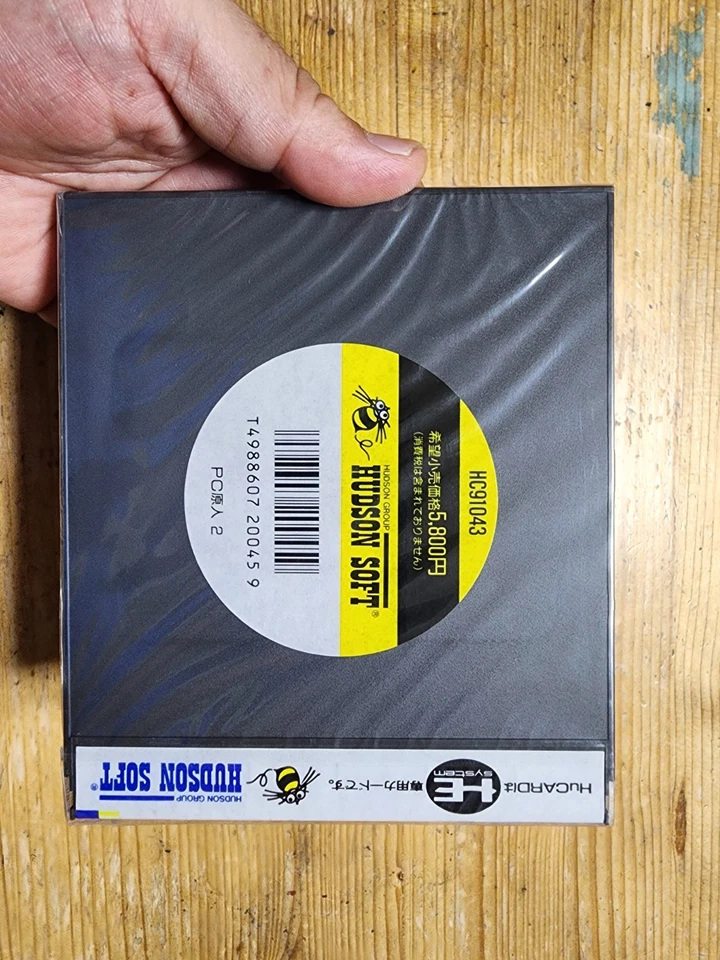 HC91043
希望小売価格5,800円
(消費税は含まれておりません)
HUDSON GROUP
HUDSON SOFT®
T4988607 20045 9
PC原人 2
HuCARDは
HE
SYSTEM
専用カードです。
HUDSON GROUP
HUDSON SOFT®